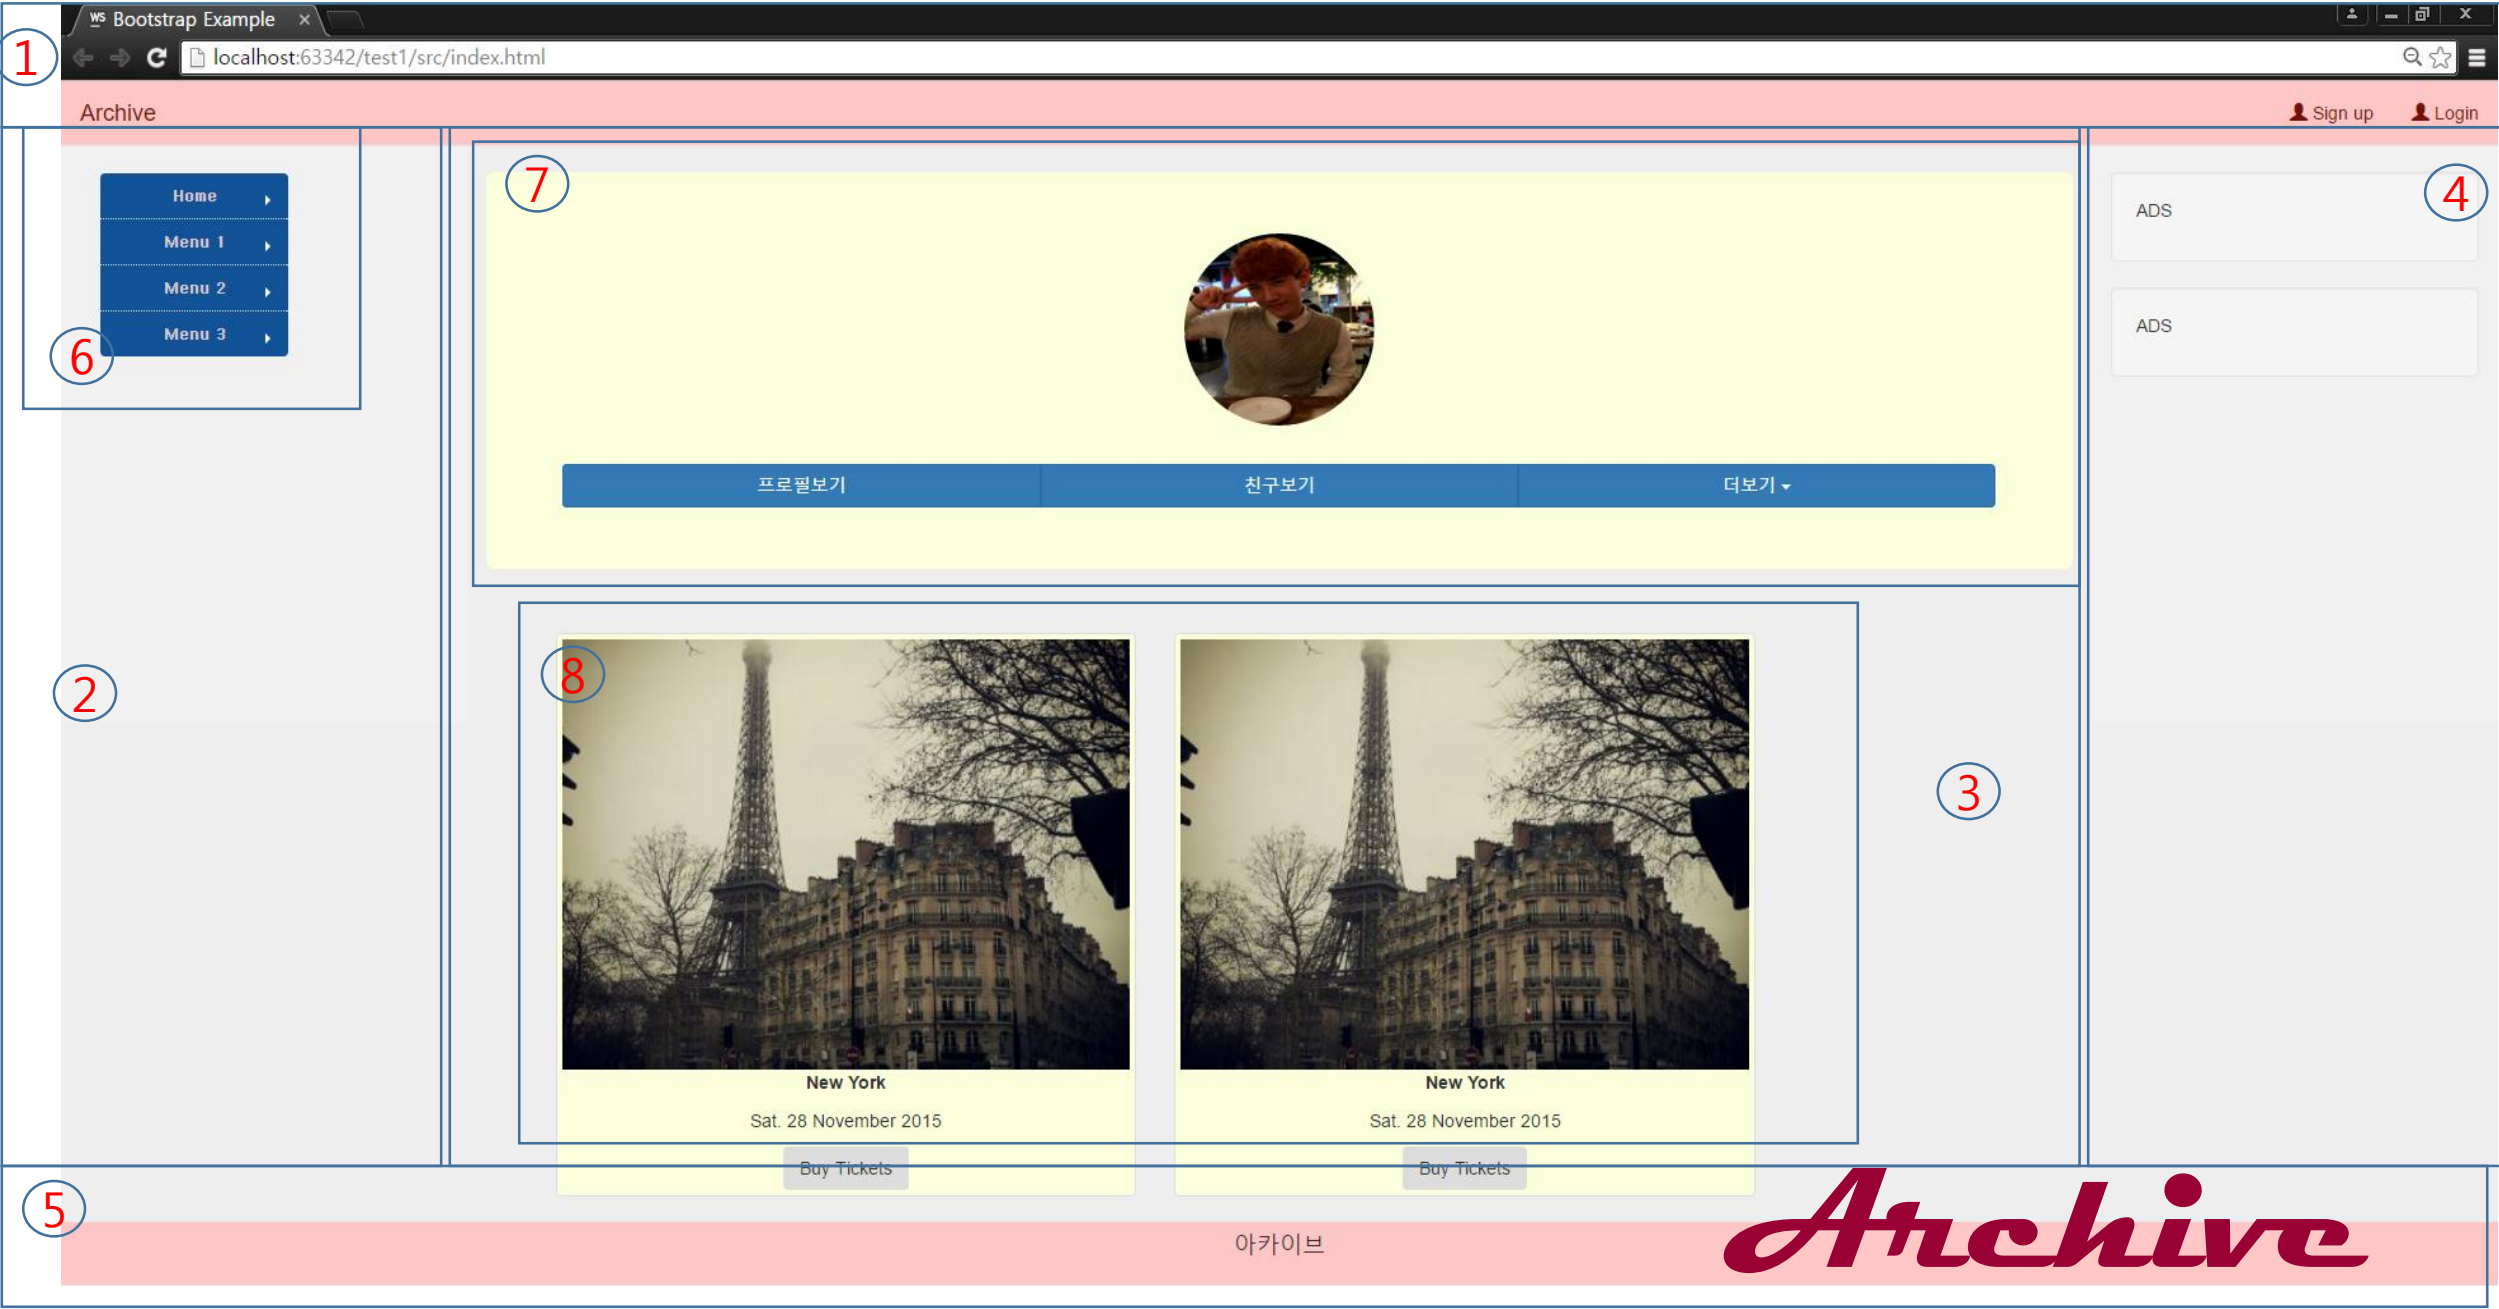 WS Bootstrap Example
1
localhost:63342/test1/src/index.html
Archive
Sign up
Login
7
4
Home
Menu 1
Menu 2
Menu 3
6
ADS
ADS
프로필보기
친구보기
더보기
8
2
3
New York
New York
Sat. 28 November 2015
Sat. 28 November 2015
Buy Tickets
Buy Tickets
5
아카이브
Archive